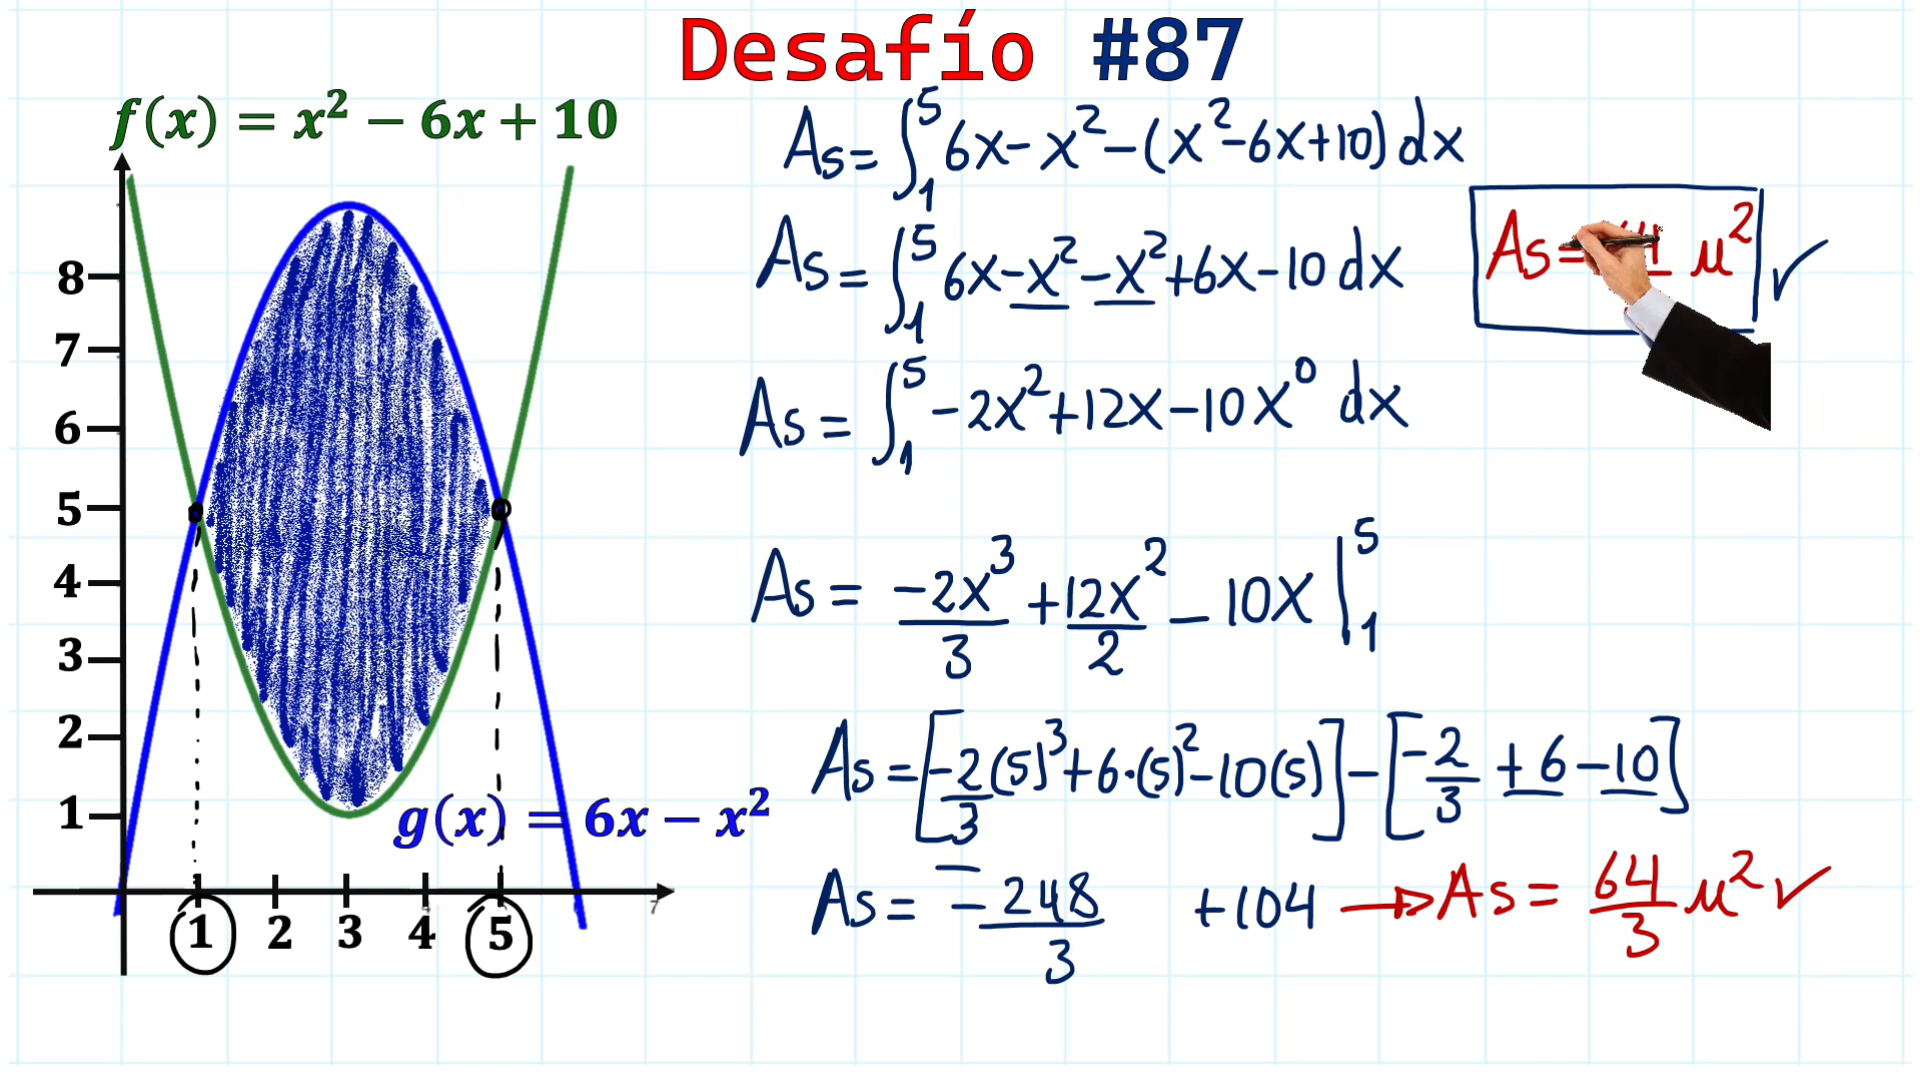 Desafío #87
f(x) = x² − 6x + 10
8
7
6
5
4
3
2
1
1 2 3 4 5 7
g(x) = 6x − x²
As = ∫₁⁵ 6x − x² − (x² − 6x + 10) dx
As = ∫₁⁵ 6x − x² − x² + 6x − 10 dx
As = ∫₁⁵ −2x² + 12x − 10x⁰ dx
As = −2x³/3 + 12x²/2 − 10x |₁⁵
As = [−2/3 (5)³ + 6·(5)² − 10(5)] − [−2/3 + 6 − 10]
As = −248/3 + 104 → As = 64/3 u² ✓
As = u² ✓